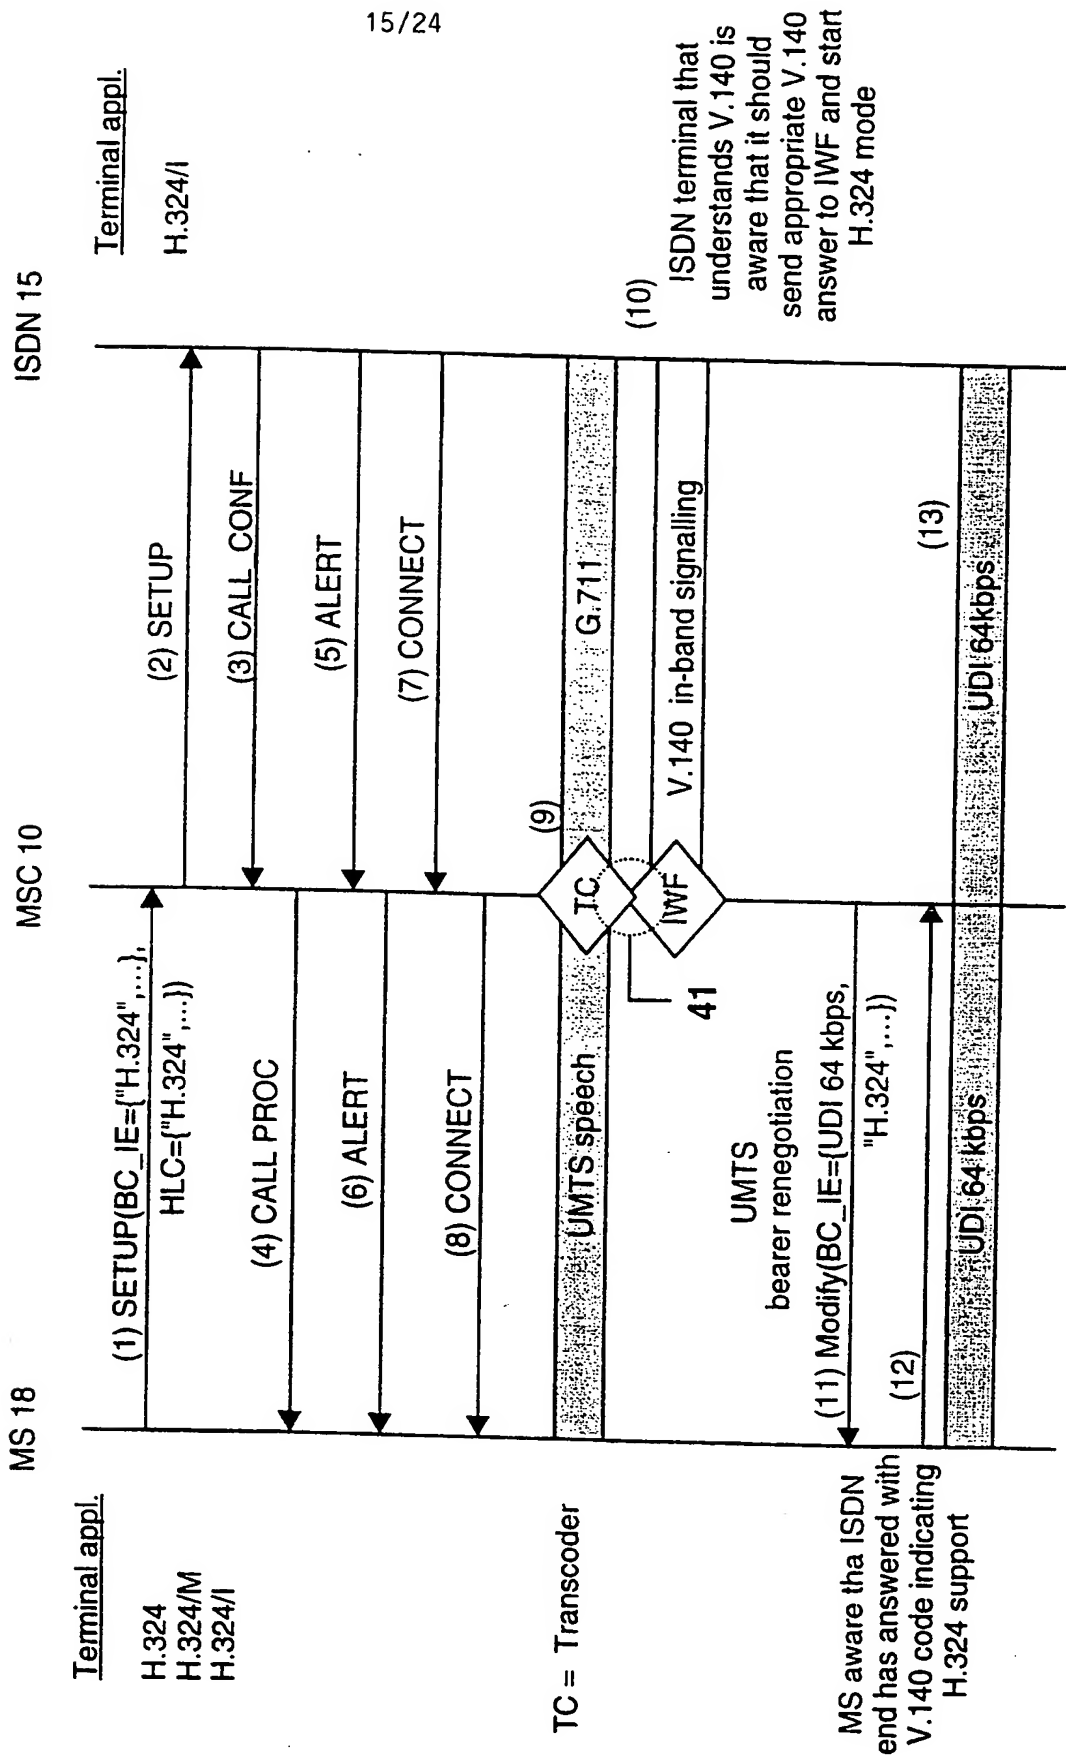 15/24
MS 18
MSC 10
ISDN 15
Terminal appl.
H.324
H.324/M
H.324/I
Terminal appl.
H.324/I
(1) SETUP(BC_IE={"H.324",...},
HLC={"H.324",...})
(2) SETUP
(3) CALL CONF
(4) CALL PROC
(5) ALERT
(6) ALERT
(7) CONNECT
(8) CONNECT
(9)
TC = Transcoder
UMTS speech
TC
G.711
41
IWF
V.140 in-band signalling
(10)
ISDN terminal that
understands V.140 is
aware that it should
send appropriate V.140
answer to IWF and start
H.324 mode
UMTS
bearer renegotiation
(11) Modify(BC_IE={UDI 64 kbps,
"H.324",...})
(12)
MS aware tha ISDN
end has answered with
V.140 code indicating
H.324 support
UDI 64 kbps
(13)
UDI 64kbps